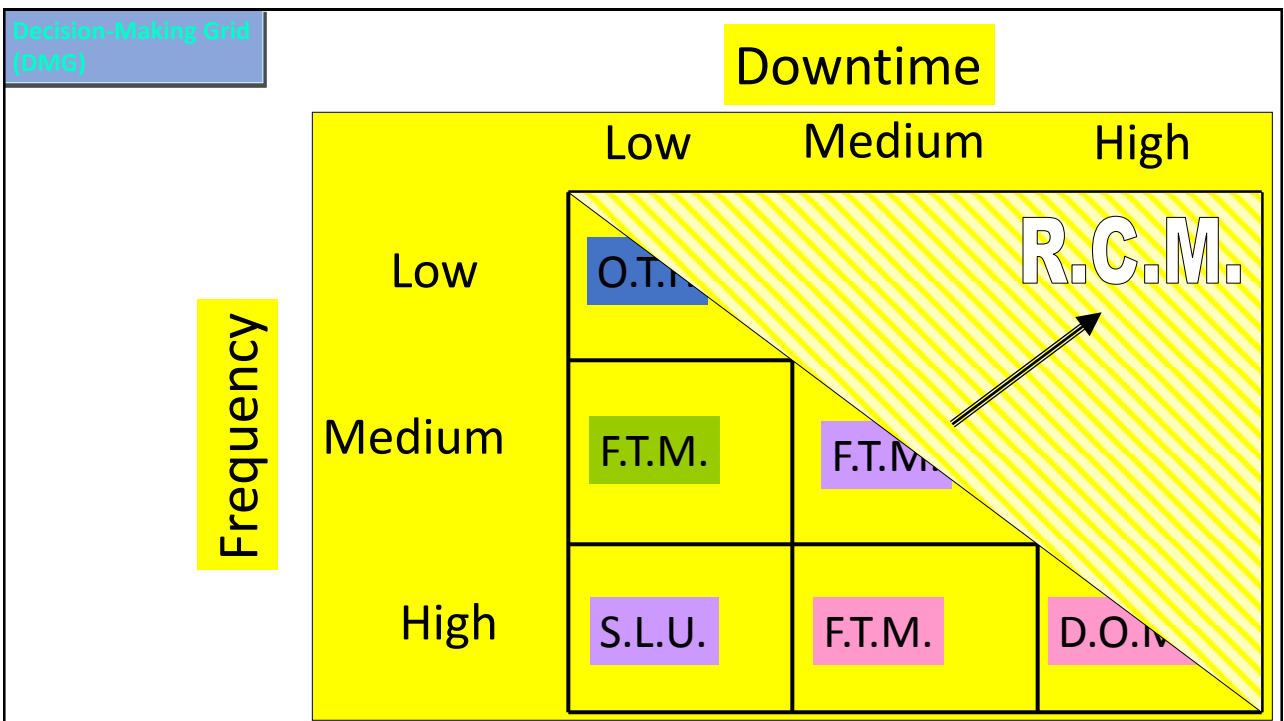 Decision-Making Grid
(DMG)
Downtime
Low Medium High
R.C.M.
Low O.T.
Frequency
Medium F.T.M. F.T.M.
High S.L.U. F.T.M. D.O.